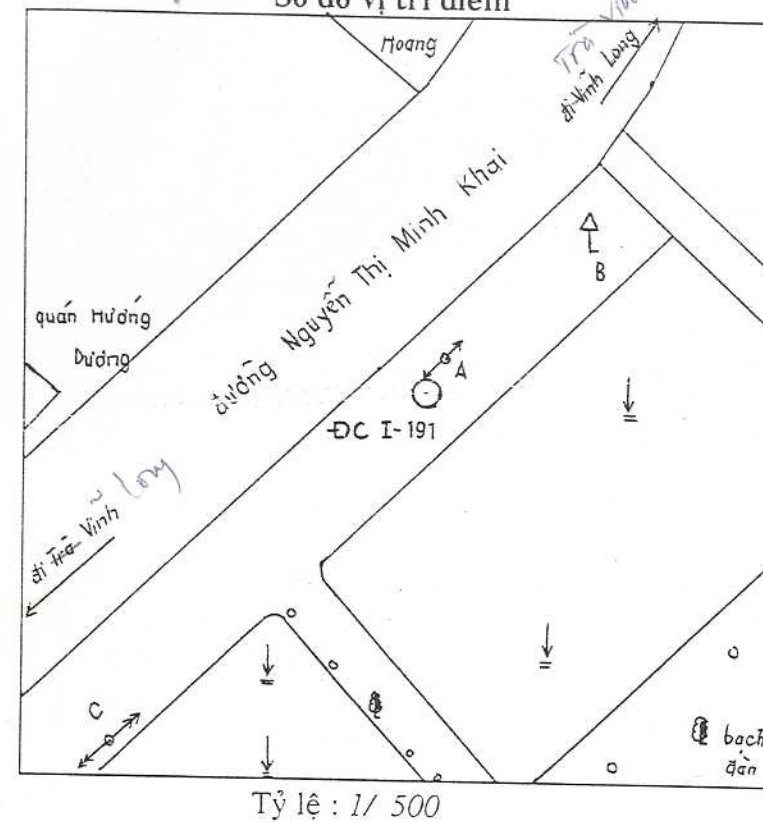 Sơ đồ vị trí điểm
Hoang
Trà Vinh
đi Vĩnh Long
đường Nguyễn Thị Minh Khai
B
quán Hướng
Dương
A
ĐC I-191
Long
đi Trà Vinh
C
bạch
đàn
Tỷ lệ : 1/ 500